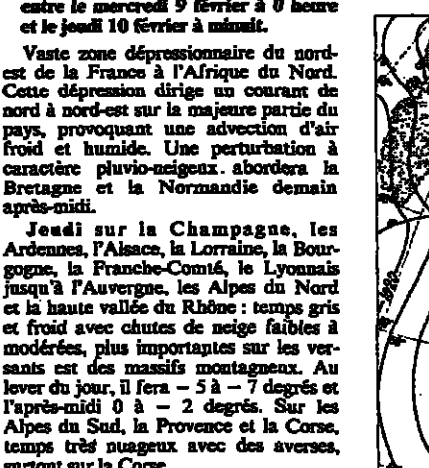 entre le mercredi 9 février à 0 heure
et le jeudi 10 février à minuit.
Vaste zone dépressionnaire du nord-
est de la France à l'Afrique du Nord.
Cette dépression dirige un courant de
nord à nord-est sur la majeure partie du
pays, provoquant une advection d'air
froid et humide. Une perturbation à
caractère pluvio-neigeux. abordera la
Bretagne et la Normandie demain
après-midi.
Jeudi sur la Champagne, les
Ardennes, l'Alsace, la Lorraine, la Bour-
gogne, la Franche-Comté, le Lyonnais
jusqu'à l'Auvergne, les Alpes du Nord
et la haute vallée du Rhône : temps gris
et froid avec chutes de neige faibles à
modérées, plus importantes sur les ver-
sants est des massifs montagneux. Au
lever du jour, il fera – 5 à – 7 degrés et
l'après-midi 0 à – 2 degrés. Sur les
Alpes du Sud, la Provence et la Corse,
temps très nuageux avec des averses,
surtout sur la Corse